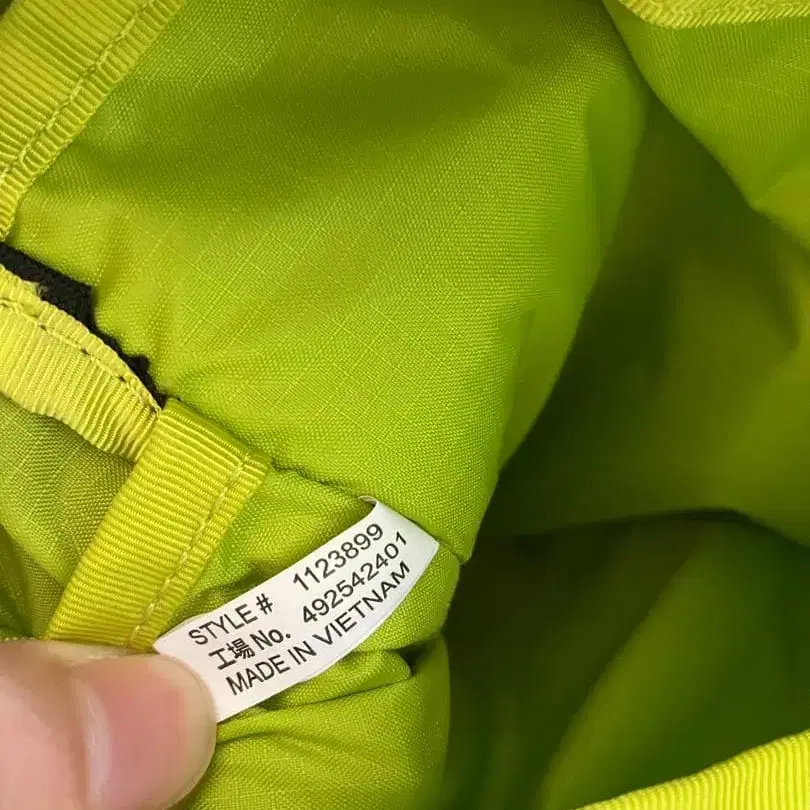 STYLE # 1123899
工場 No. 492542401
MADE IN VIETNAM